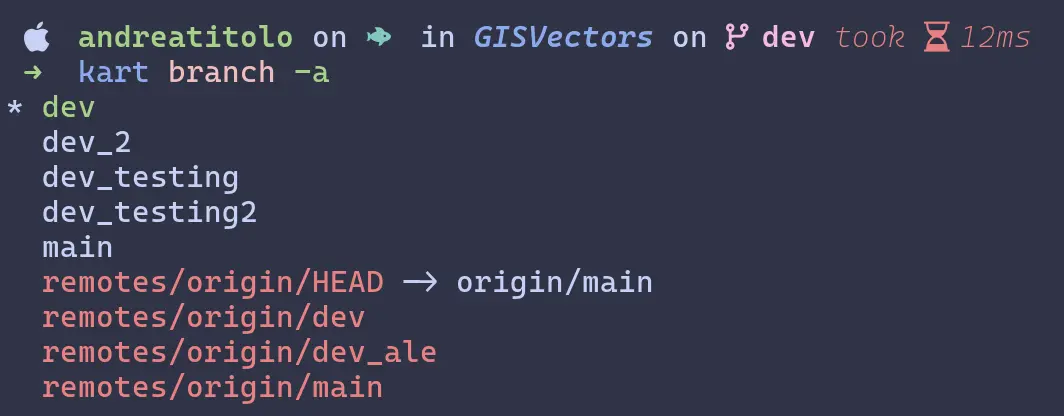 andreatitolo on in GISVectors on dev took 12ms
→ kart branch -a
* dev
dev_2
dev_testing
dev_testing2
main
remotes/origin/HEAD -> origin/main
remotes/origin/dev
remotes/origin/dev_ale
remotes/origin/main